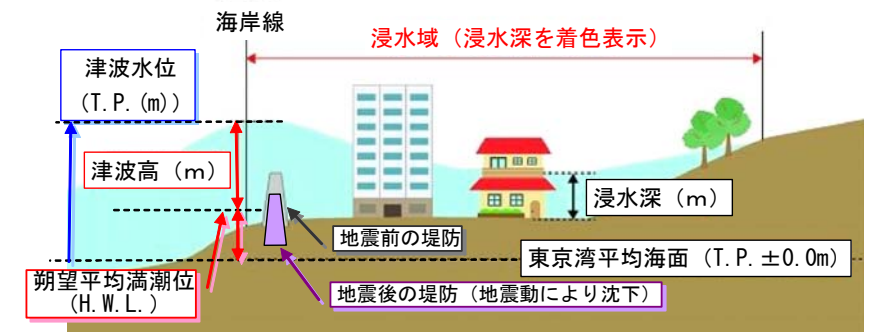 海岸線
浸水域（浸水深を着色表示）
津波水位
（T.P.(m)）
津波高（ｍ）
浸水深（ｍ）
地震前の堤防
東京湾平均海面（T.P.±0.0m）
朔望平均満潮位
(H.W.L.)
地震後の堤防（地震動により沈下）